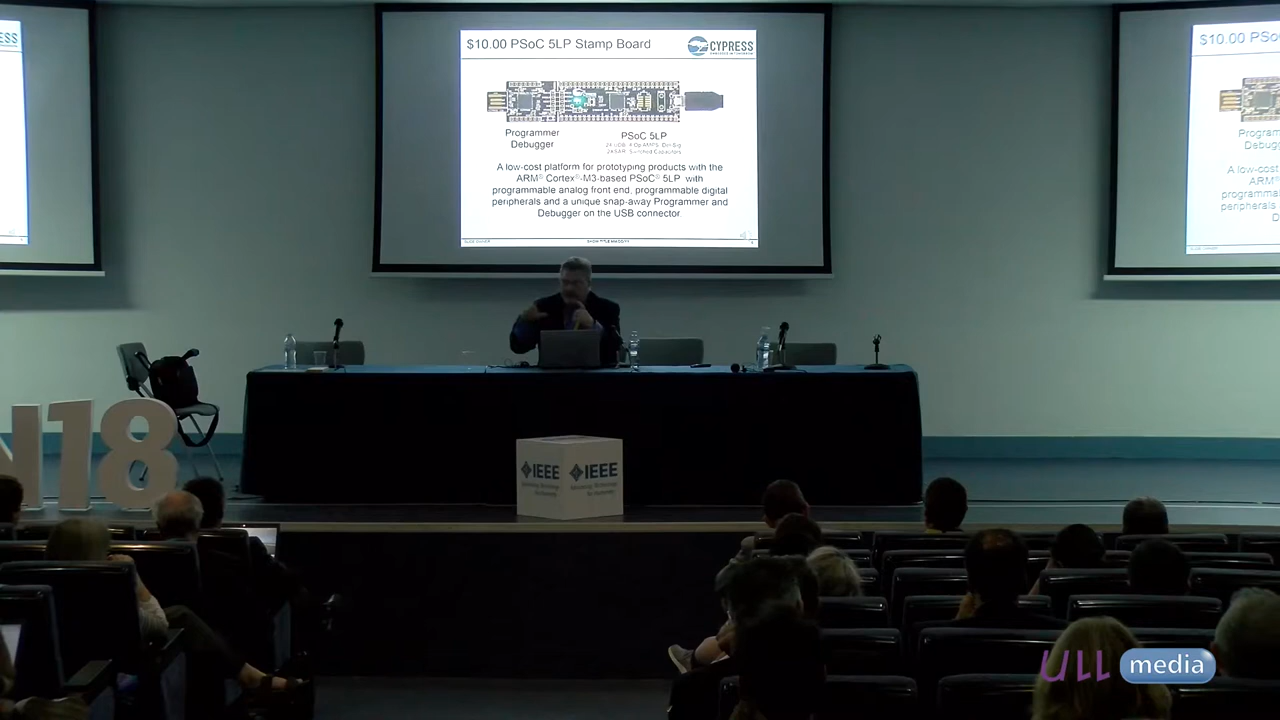 ESS
$10.00 PSoC 5LP Stamp Board
CYPRESS
Programmer
Debugger
PSoC 5LP
A low-cost platform for prototyping products with the
ARM® Cortex®-M3-based PSoC® 5LP with
programmable analog front end, programmable digital
peripherals and a unique snap-away Programmer and
Debugger on the USB connector.
$10.00 PSo
Program
Debugg
A low-cost
ARM®
programma
peripherals
D
N18
IEEE
IEEE
ULL
media